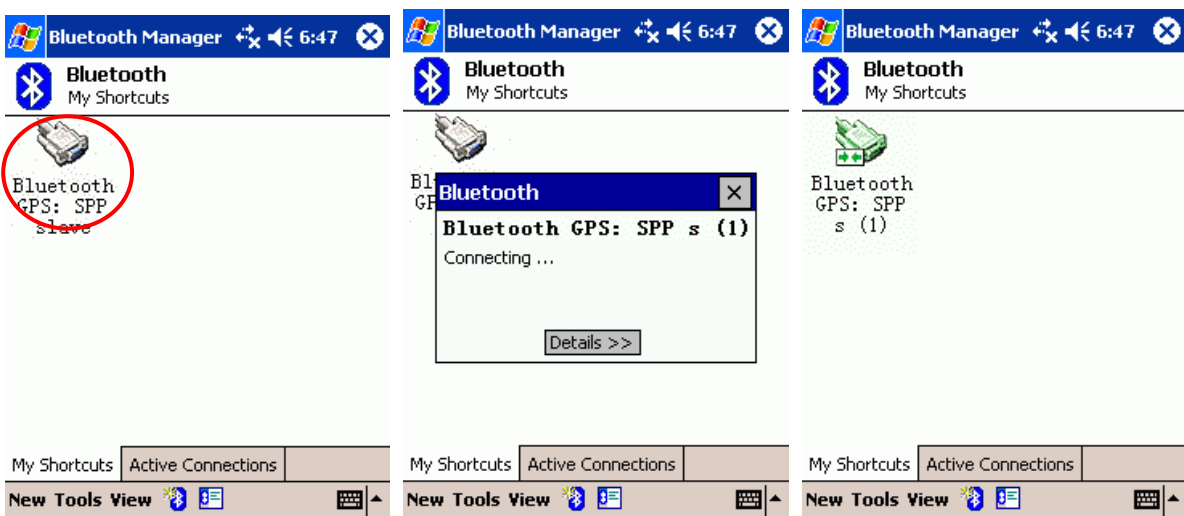 Bluetooth Manager 6:47
Bluetooth
My Shortcuts
Bluetooth
GPS: SPP
slave
My Shortcuts Active Connections
New Tools View
Bluetooth Manager 6:47
Bluetooth
My Shortcuts
Bl
GP
Bluetooth
Bluetooth GPS: SPP s (1)
Connecting ...
Details >>
My Shortcuts Active Connections
New Tools View
Bluetooth Manager 6:47
Bluetooth
My Shortcuts
Bluetooth
GPS: SPP
s (1)
My Shortcuts Active Connections
New Tools View